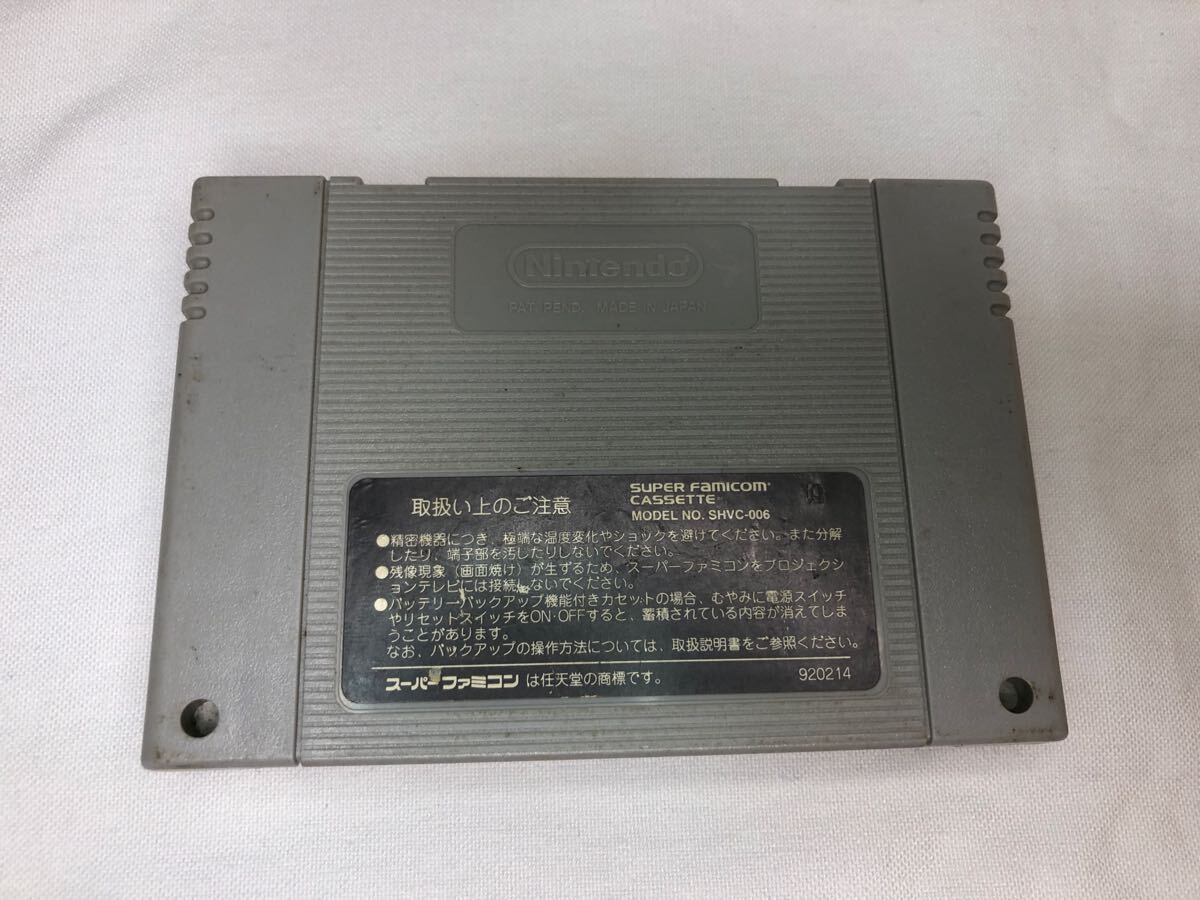 Nintendo
PAT. PEND. MADE IN JAPAN
取扱い上のご注意
SUPER FAMICOM
CASSETTE
MODEL NO. SHVC-006
●精密機器につき、極端な温度変化やショックを避けてください。また分解
したり、端子部を汚したりしないでください。
●残像現象（画面焼け）が生ずるため、スーパーファミコンをプロジェクシ
ョンテレビには接続しないでください。
●バッテリーバックアップ機能付きカセットの場合、むやみに電源スイッチ
やリセットスイッチをON·OFFすると、蓄積されている内容が消えてしま
うことがあります。
なお、バックアップの操作方法については、取扱説明書をご参照ください。
スーパーファミコン は任天堂の商標です。
920214